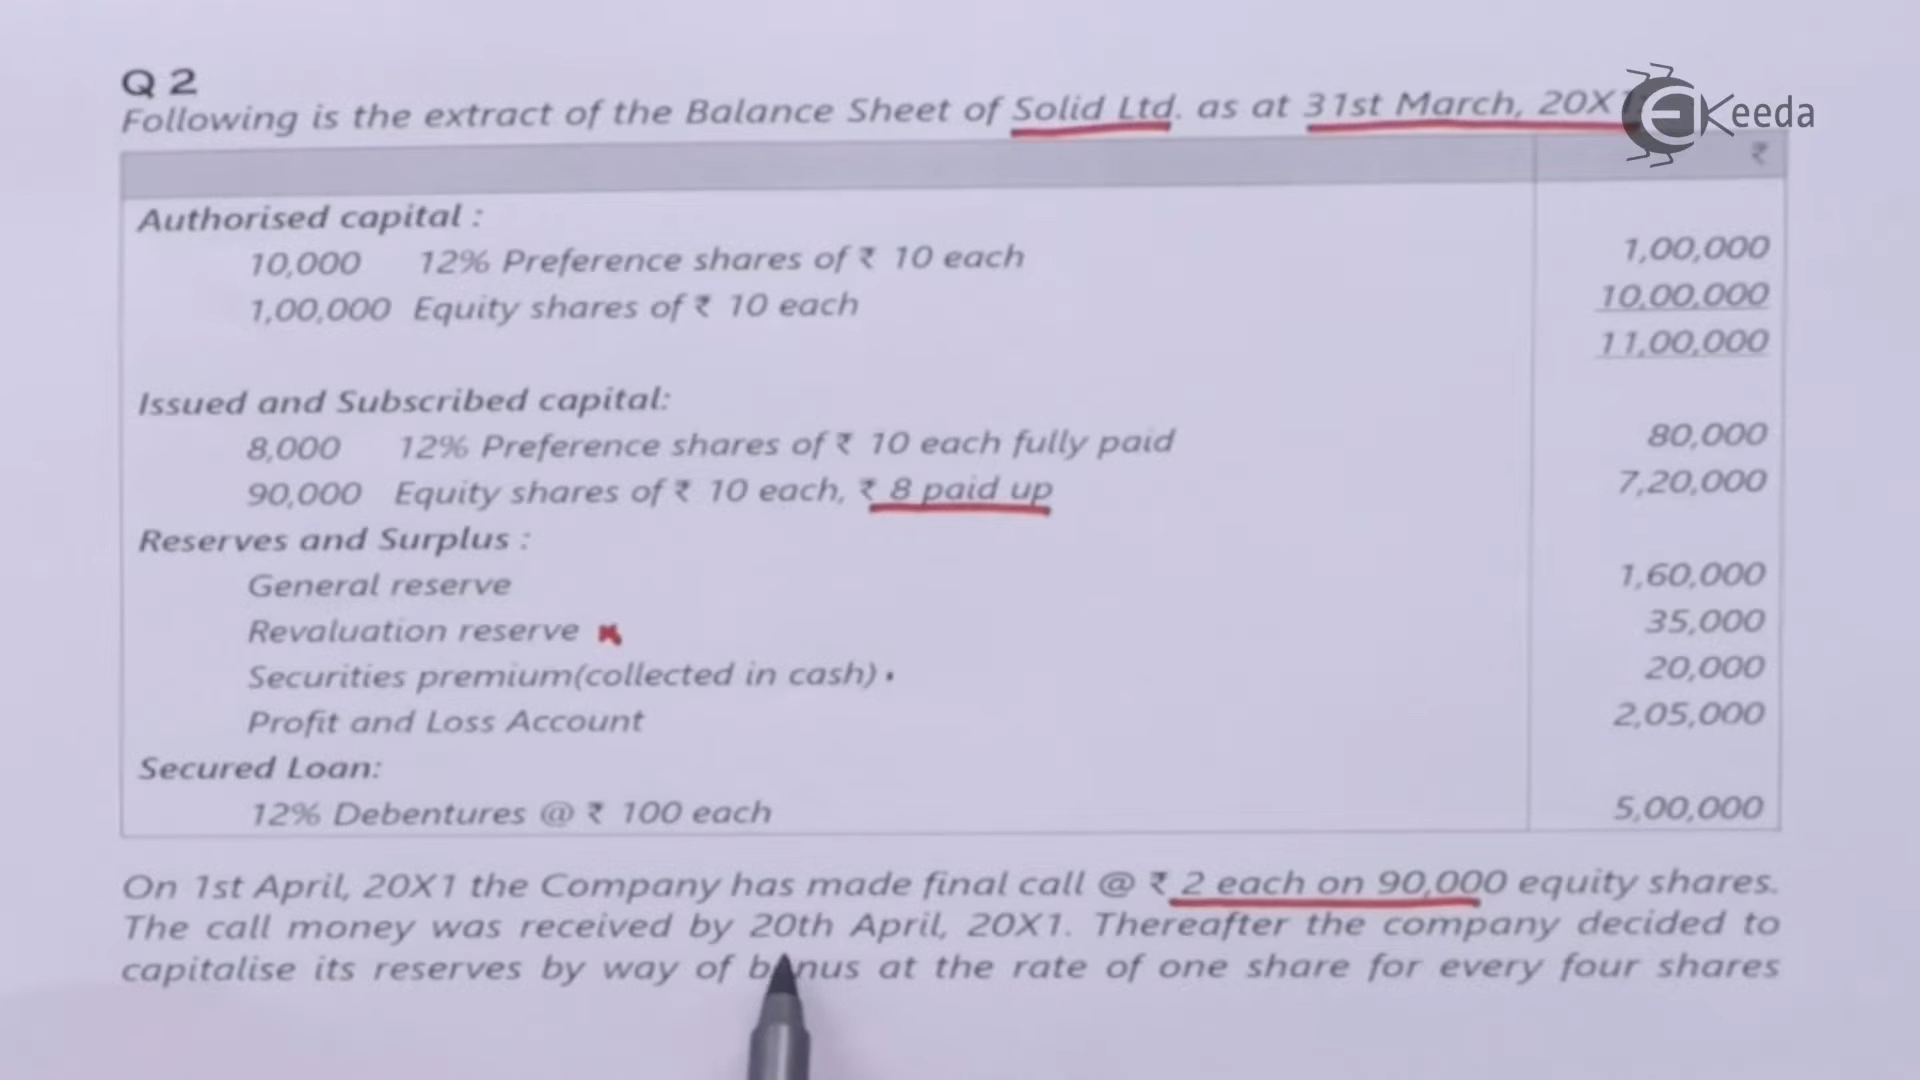 Q 2
Following is the extract of the Balance Sheet of Solid Ltd. as at 31st March, 20X1
Keeda
₹
Authorised capital :
10,000 12% Preference shares of ₹ 10 each 1,00,000
1,00,000 Equity shares of ₹ 10 each 10,00,000
11,00,000
Issued and Subscribed capital:
8,000 12% Preference shares of ₹ 10 each fully paid 80,000
90,000 Equity shares of ₹ 10 each, ₹ 8 paid up 7,20,000
Reserves and Surplus :
General reserve 1,60,000
Revaluation reserve 35,000
Securities premium(collected in cash) 20,000
Profit and Loss Account 2,05,000
Secured Loan:
12% Debentures @ ₹ 100 each 5,00,000
On 1st April, 20X1 the Company has made final call @ ₹ 2 each on 90,000 equity shares.
The call money was received by 20th April, 20X1. Thereafter the company decided to
capitalise its reserves by way of bonus at the rate of one share for every four shares